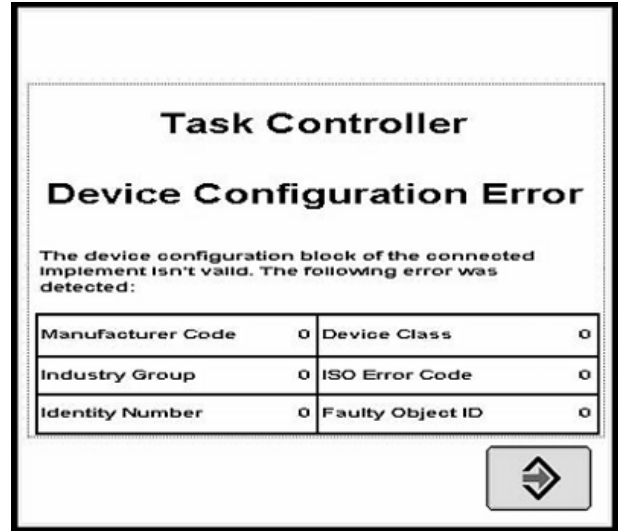 Task Controller
Device Configuration Error
The device configuration block of the connected
implement isn't valid. The following error was
detected:
Manufacturer Code 0 Device Class 0
Industry Group 0 ISO Error Code 0
Identity Number 0 Faulty Object ID 0